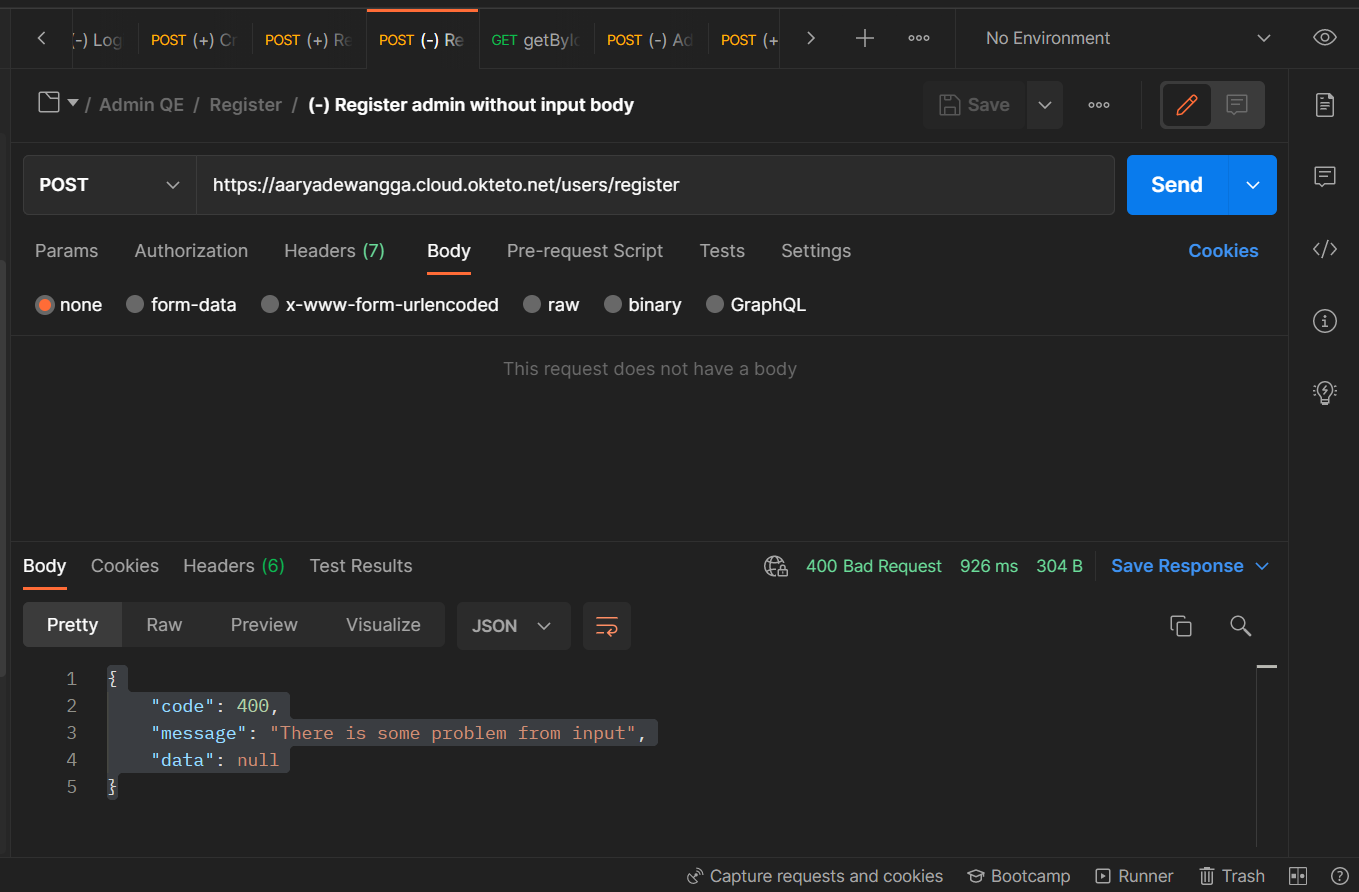 (-) Log POST (+) Cr POST (+) Re POST (-) Re GET getById POST (-) Ad POST (+ No Environment
/ Admin QE / Register / (-) Register admin without input body Save
POST https://aaryadewangga.cloud.okteto.net/users/register Send
Params Authorization Headers (7) Body Pre-request Script Tests Settings Cookies
none form-data x-www-form-urlencoded raw binary GraphQL
This request does not have a body
Body Cookies Headers (6) Test Results 400 Bad Request 926 ms 304 B Save Response
Pretty Raw Preview Visualize JSON
1 {
2 "code": 400,
3 "message": "There is some problem from input",
4 "data": null
5 }
Capture requests and cookies Bootcamp Runner Trash